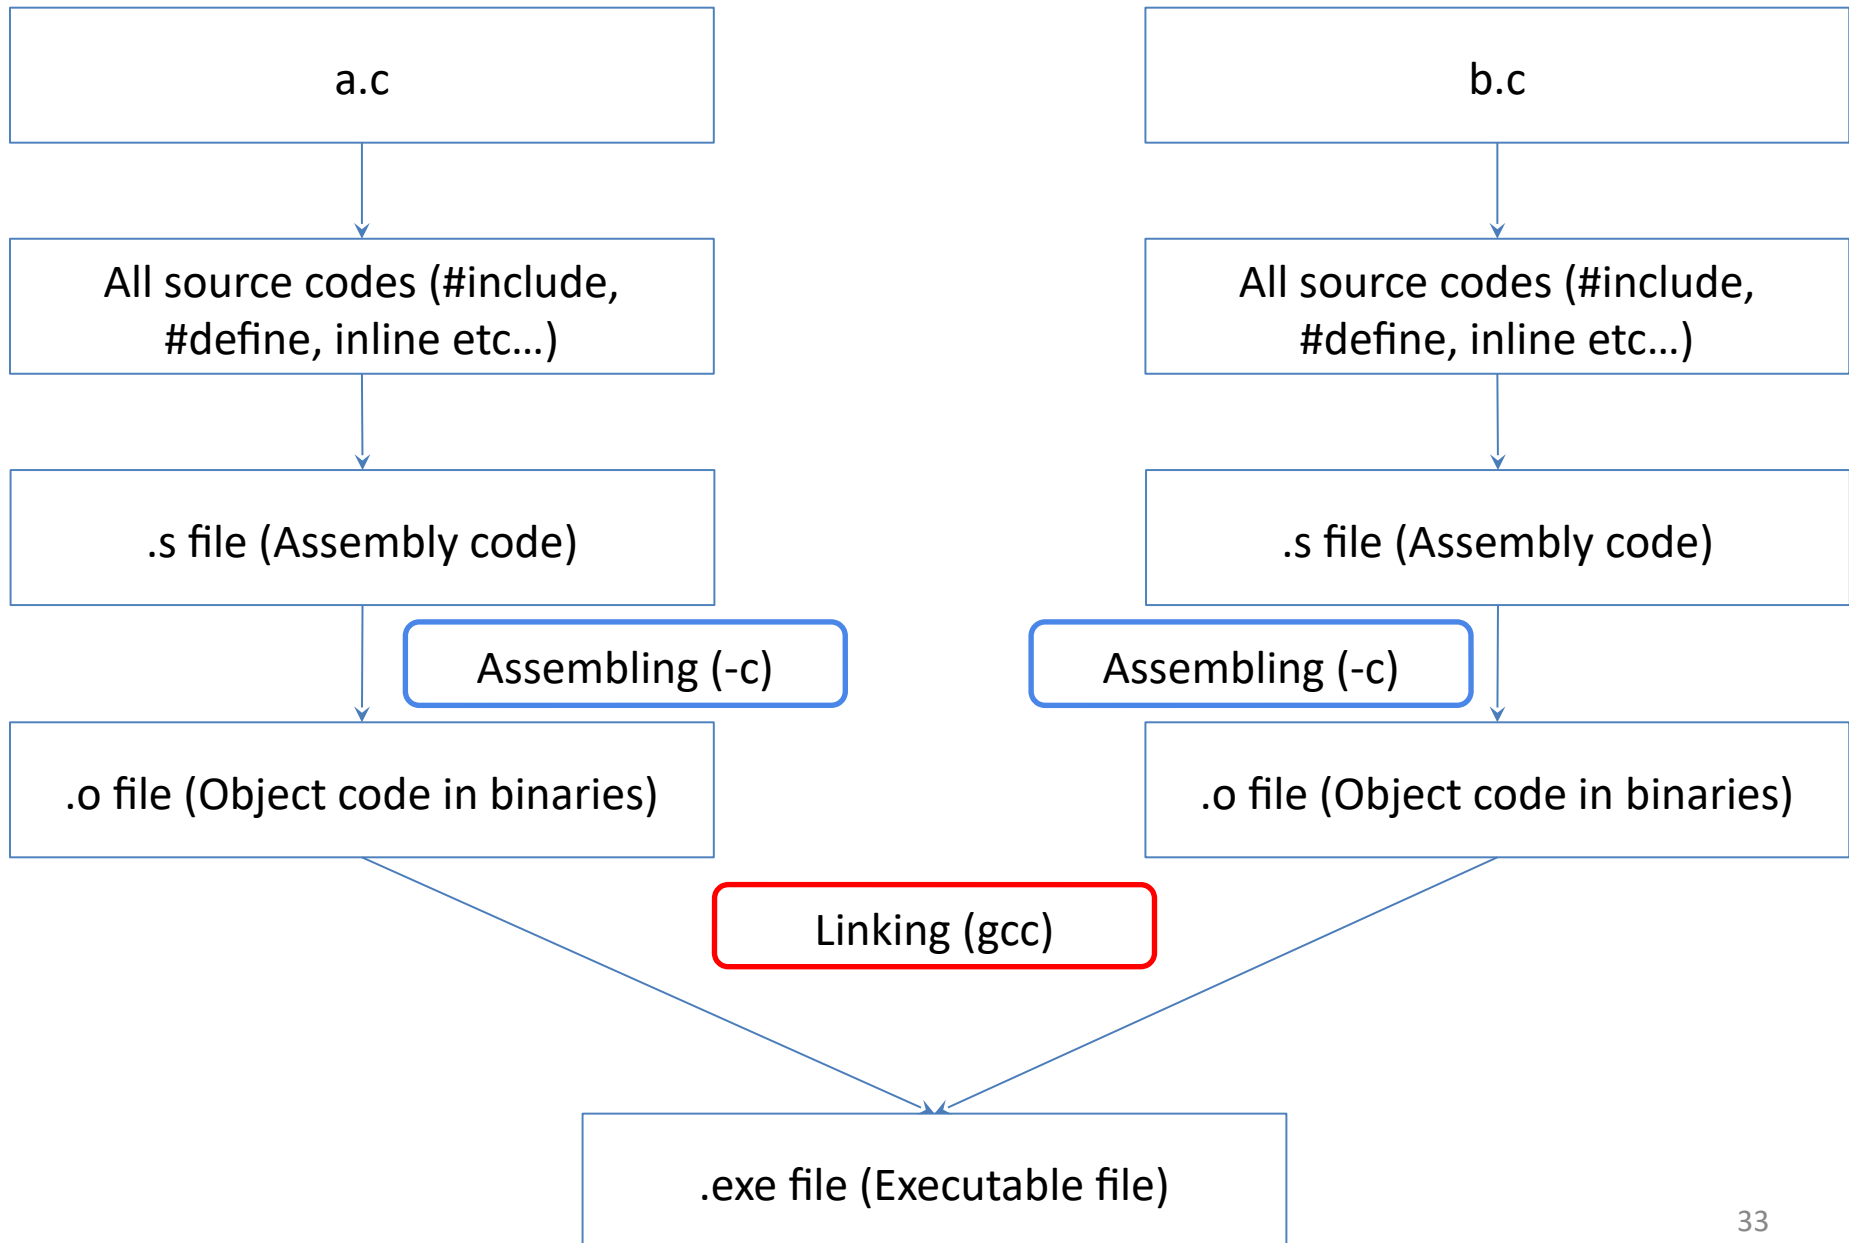 a.c
b.c
All source codes (#include,
#define, inline etc…)
All source codes (#include,
#define, inline etc…)
.s file (Assembly code)
.s file (Assembly code)
Assembling (-c)
Assembling (-c)
.o file (Object code in binaries)
.o file (Object code in binaries)
Linking (gcc)
.exe file (Executable file)
33